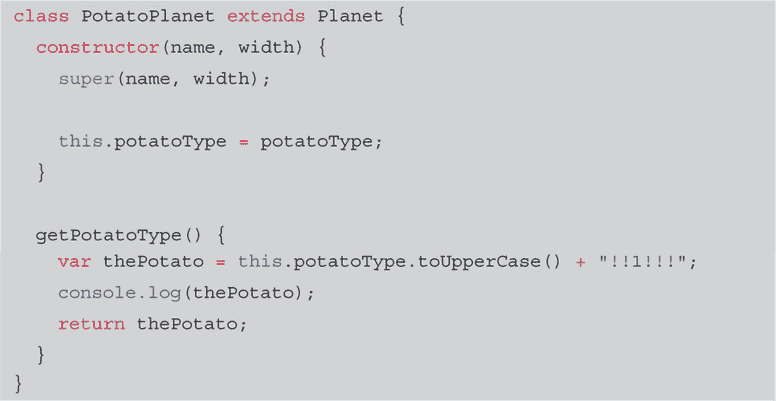 class PotatoPlanet extends Planet {
constructor(name, width) {
super(name, width);
this.potatoType = potatoType;
}
getPotatoType() {
var thePotato = this.potatoType.toUpperCase() + "!!1!!!";
console.log(thePotato);
return thePotato;
}
}